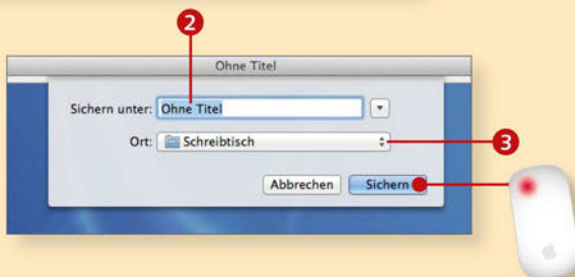 2
Ohne Titel
Sichern unter: Ohne Titel
Ort: Schreibtisch
3
Abbrechen Sichern